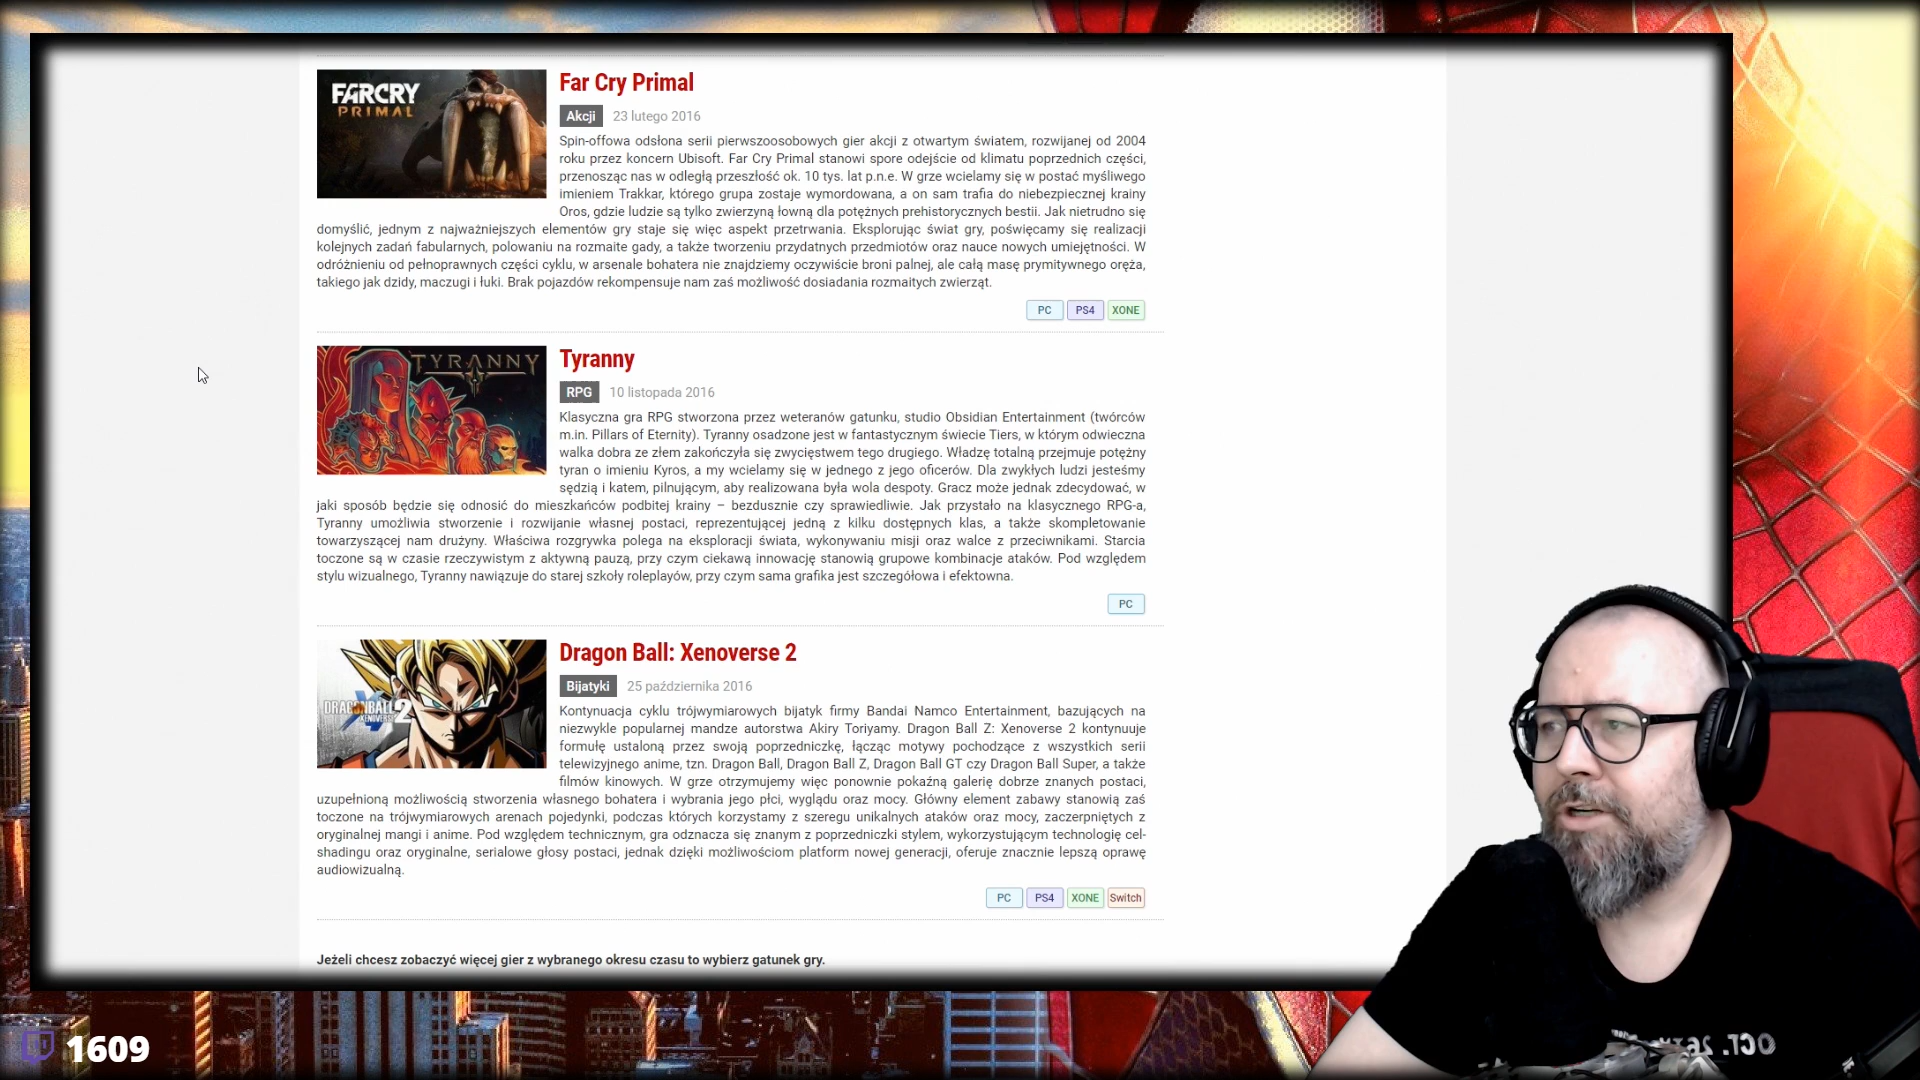 FARCRY
PRIMAL
Far Cry Primal
Akcji 23 lutego 2016
Spin-offowa odsłona serii pierwszoosobowych gier akcji z otwartym światem, rozwijanej od 2004
roku przez koncern Ubisoft. Far Cry Primal stanowi spore odejście od klimatu poprzednich części,
przenosząc nas w odległą przeszłość ok. 10 tys. lat p.n.e. W grze wcielamy się w postać myśliwego
imieniem Trakkar, którego grupa zostaje wymordowana, a on sam trafia do niebezpiecznej krainy
Oros, gdzie ludzie są tylko zwierzyną łowną dla potężnych prehistorycznych bestii. Jak nietrudno się
domyślić, jednym z najważniejszych elementów gry staje się więc aspekt przetrwania. Eksplorując świat gry, poświęcamy się realizacji
kolejnych zadań fabularnych, polowaniu na rozmaite gady, a także tworzeniu przydatnych przedmiotów oraz nauce nowych umiejętności. W
odróżnieniu od pełnoprawnych części cyklu, w arsenale bohatera nie znajdziemy oczywiście broni palnej, ale całą masę prymitywnego oręża,
takiego jak dzidy, maczugi i łuki. Brak pojazdów rekompensuje nam zaś możliwość dosiadania rozmaitych zwierząt.
PC PS4 XONE
TYRANNY
Tyranny
RPG 10 listopada 2016
Klasyczna gra RPG stworzona przez weteranów gatunku, studio Obsidian Entertainment (twórców
m.in. Pillars of Eternity). Tyranny osadzone jest w fantastycznym świecie Tiers, w którym odwieczna
walka dobra ze złem zakończyła się zwycięstwem tego drugiego. Władzę totalną przejmuje potężny
tyran o imieniu Kyros, a my wcielamy się w jednego z jego oficerów. Dla zwykłych ludzi jesteśmy
sędzią i katem, pilnującym, aby realizowana była wola despoty. Gracz może jednak zdecydować, w
jaki sposób będzie się odnosić do mieszkańców podbitej krainy – bezdusznie czy sprawiedliwie. Jak przystało na klasycznego RPG-a,
Tyranny umożliwia stworzenie i rozwijanie własnej postaci, reprezentującej jedną z kilku dostępnych klas, a także skompletowanie
towarzyszącej nam drużyny. Właściwa rozgrywka polega na eksploracji świata, wykonywaniu misji oraz walce z przeciwnikami. Starcia
toczone są w czasie rzeczywistym z aktywną pauzą, przy czym ciekawą innowację stanowią grupowe kombinacje ataków. Pod względem
stylu wizualnego, Tyranny nawiązuje do starej szkoły roleplayów, przy czym sama grafika jest szczegółowa i efektowna.
PC
DRAGONBALL
XENOVERSE 2
Dragon Ball: Xenoverse 2
Bijatyki 25 października 2016
Kontynuacja cyklu trójwymiarowych bijatyk firmy Bandai Namco Entertainment, bazujących na
niezwykle popularnej mandze autorstwa Akiry Toriyamy. Dragon Ball Z: Xenoverse 2 kontynuuje
formułę ustaloną przez swoją poprzedniczkę, łącząc motywy pochodzące z wszystkich serii
telewizyjnego anime, tzn. Dragon Ball, Dragon Ball Z, Dragon Ball GT czy Dragon Ball Super, a także
filmów kinowych. W grze otrzymujemy więc ponownie pokaźną galerię dobrze znanych postaci,
uzupełnioną możliwością stworzenia własnego bohatera i wybrania jego płci, wyglądu oraz mocy. Główny element zabawy stanowią zaś
toczone na trójwymiarowych arenach pojedynki, podczas których korzystamy z szeregu unikalnych ataków oraz mocy, zaczerpniętych z
oryginalnej mangi i anime. Pod względem technicznym, gra odznacza się znanym z poprzedniczki stylem, wykorzystującym technologię cel-
shadingu oraz oryginalne, serialowe głosy postaci, jednak dzięki możliwościom platform nowej generacji, oferuje znacznie lepszą oprawę
audiowizualną.
PC PS4 XONE Switch
Jeżeli chcesz zobaczyć więcej gier z wybranego okresu czasu to wybierz gatunek gry.
1609